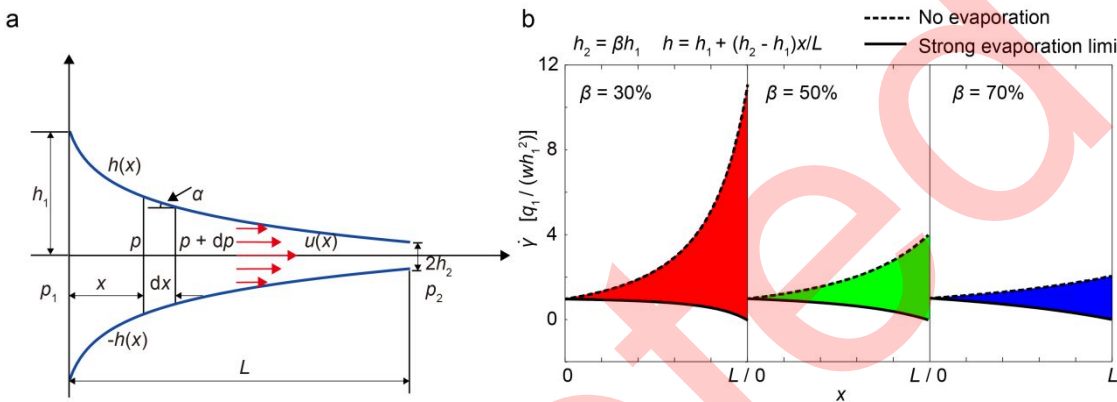 a
h(x)
h₁
α
p
p + dp
u(x)
2h₂
p₁
x
dx
p₂
-h(x)
L
b
No evaporation
h₂ = βh₁ h = h₁ + (h₂ - h₁)x/L
Strong evaporation limi
12
β = 30%
β = 50%
β = 70%
8
4
0
γ̇ [q₁ / (wh₁²)]
0
L / 0
L / 0
L
x